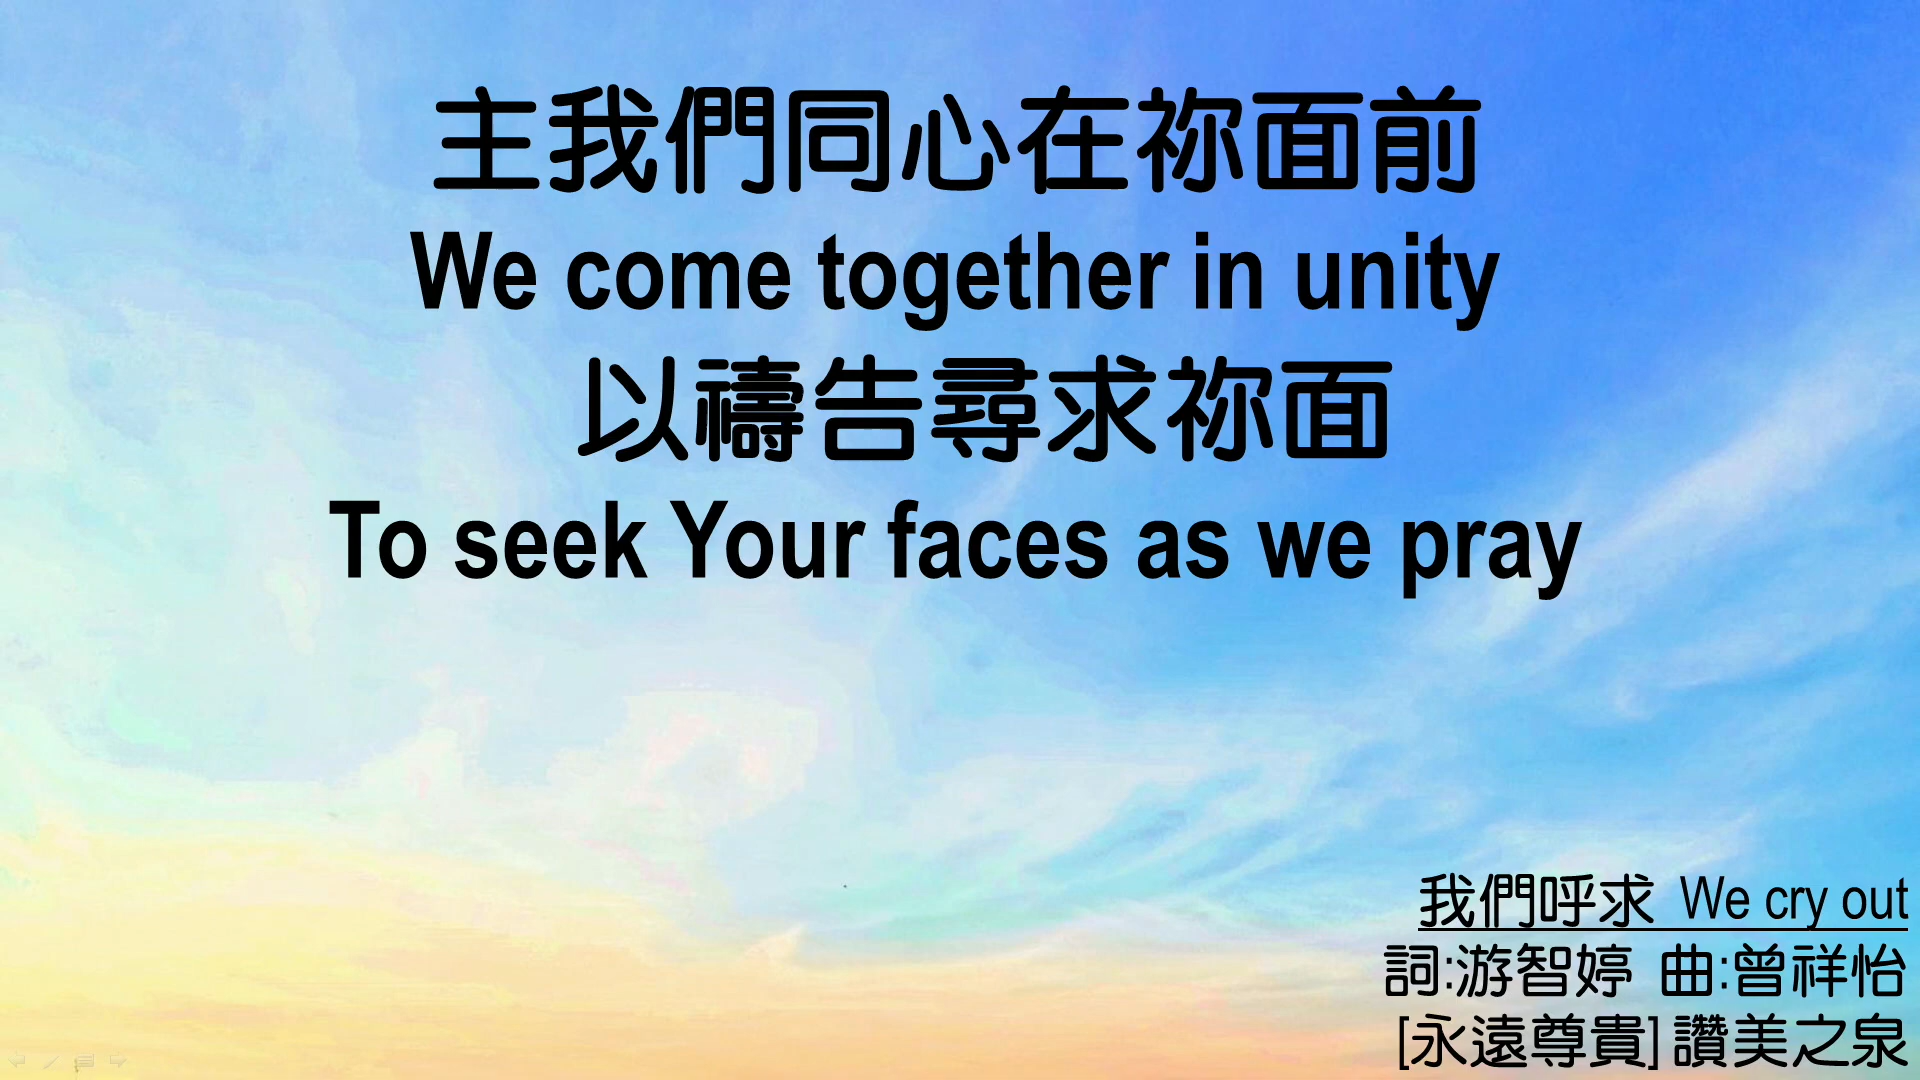 主我們同心在祢面前
We come together in unity
以禱告尋求祢面
To seek Your faces as we pray
我們呼求 We cry out
詞:游智婷 曲:曾祥怡
[永遠尊貴] 讚美之泉